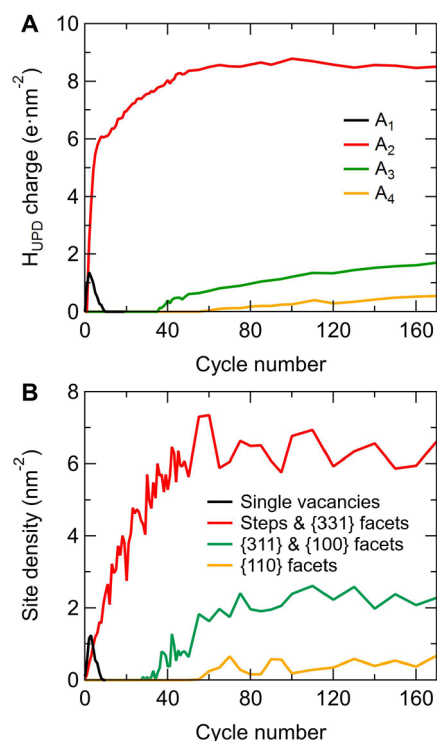 A
10
8
6
4
2
0
H_UPD charge (e·nm⁻²)
A₁
A₂
A₃
A₄
0 40 80 120 160
Cycle number
B
8
6
4
2
0
Site density (nm⁻²)
Single vacancies
Steps & {331} facets
{311} & {100} facets
{110} facets
0 40 80 120 160
Cycle number